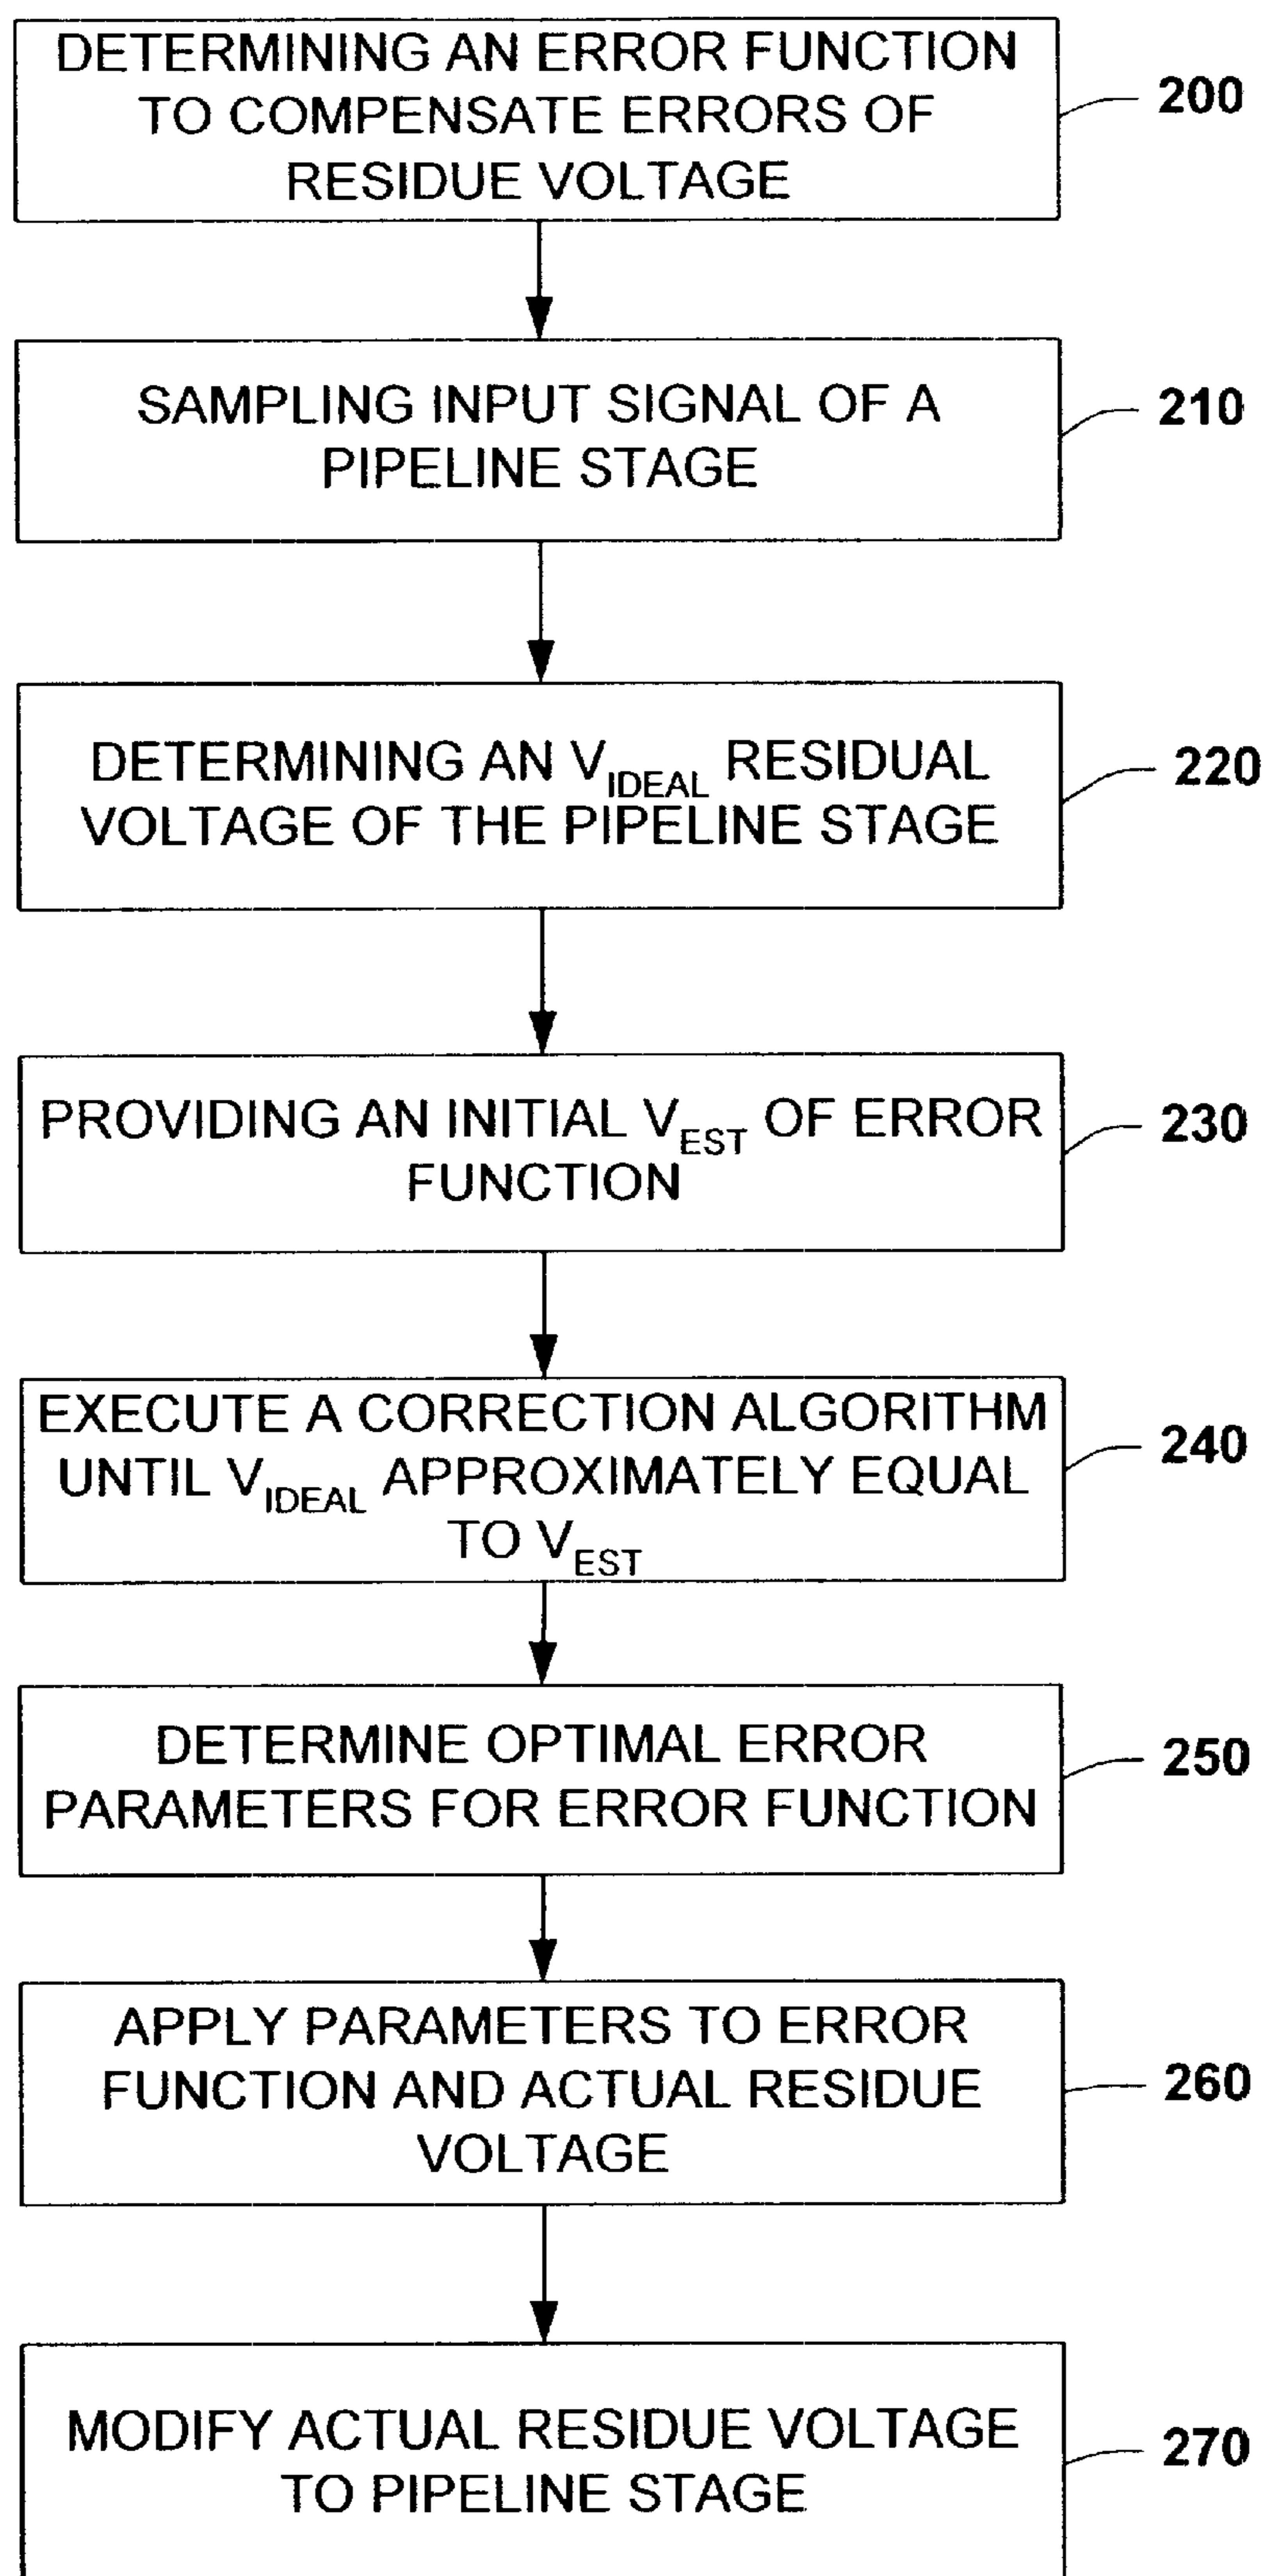 DETERMINING AN ERROR FUNCTION
TO COMPENSATE ERRORS OF
RESIDUE VOLTAGE
200
SAMPLING INPUT SIGNAL OF A
PIPELINE STAGE
210
DETERMINING AN VIDEAL RESIDUAL
VOLTAGE OF THE PIPELINE STAGE
220
PROVIDING AN INITIAL VEST OF ERROR
FUNCTION
230
EXECUTE A CORRECTION ALGORITHM
UNTIL VIDEAL APPROXIMATELY EQUAL
TO VEST
240
DETERMINE OPTIMAL ERROR
PARAMETERS FOR ERROR FUNCTION
250
APPLY PARAMETERS TO ERROR
FUNCTION AND ACTUAL RESIDUE
VOLTAGE
260
MODIFY ACTUAL RESIDUE VOLTAGE
TO PIPELINE STAGE
270